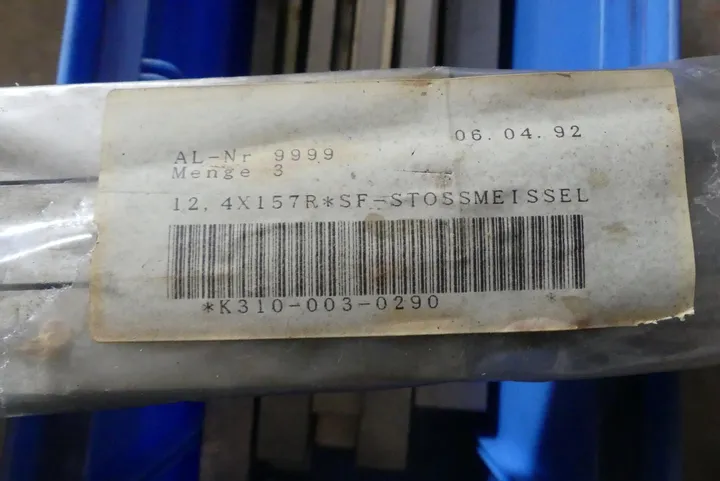 06.04.92
AL-Nr 9999
Menge 3
12,4X157R*SF-STOSSMEISSEL
*K310-003-0290 *